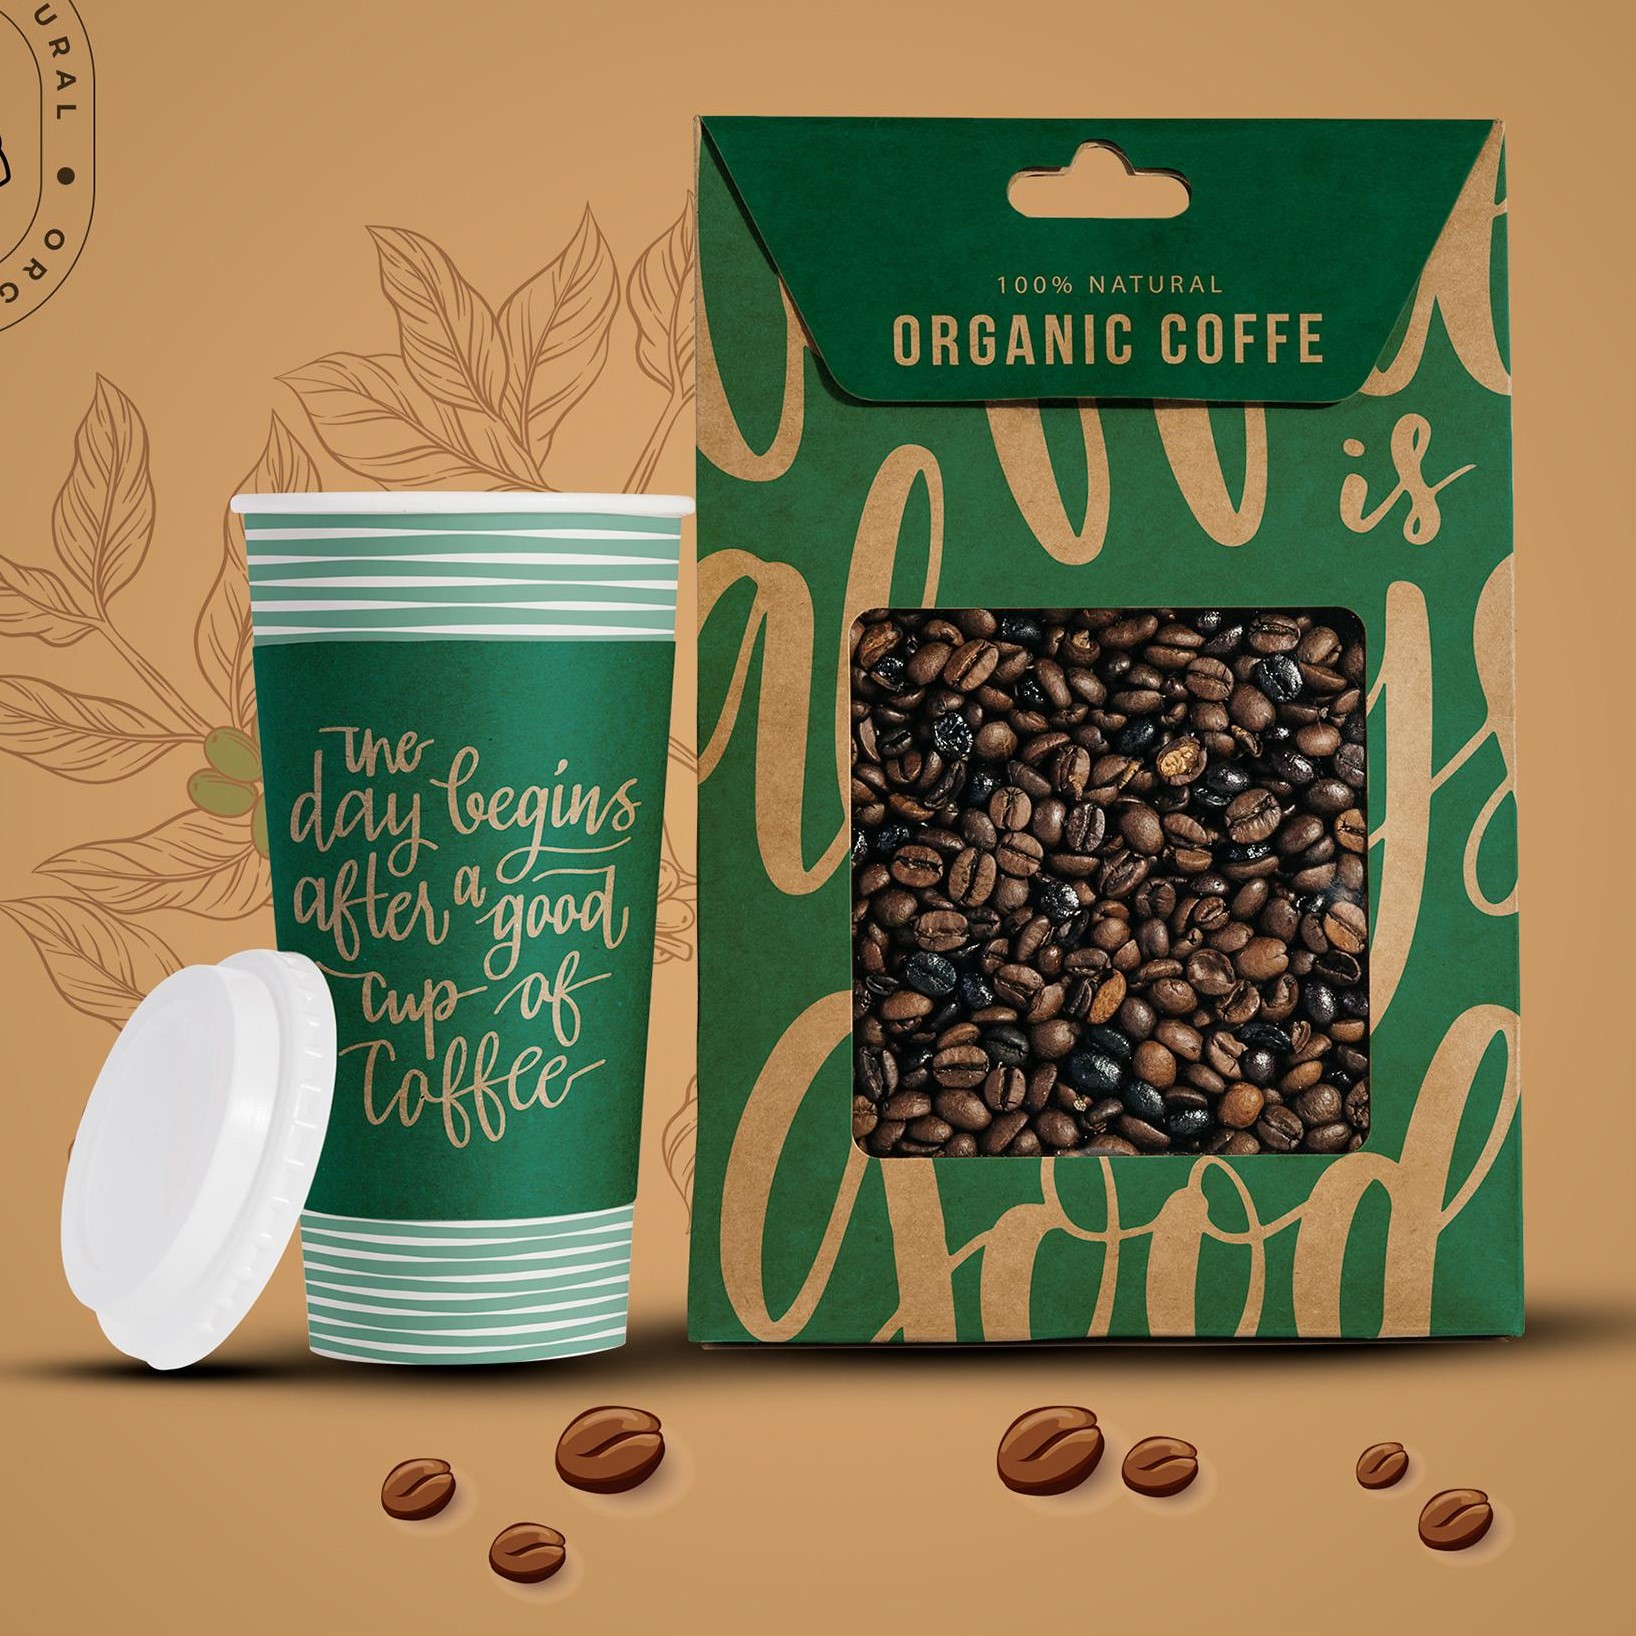 URAL • ORG
100% NATURAL
ORGANIC COFFE
is
good
the
day begins
after a good
cup of
Coffee